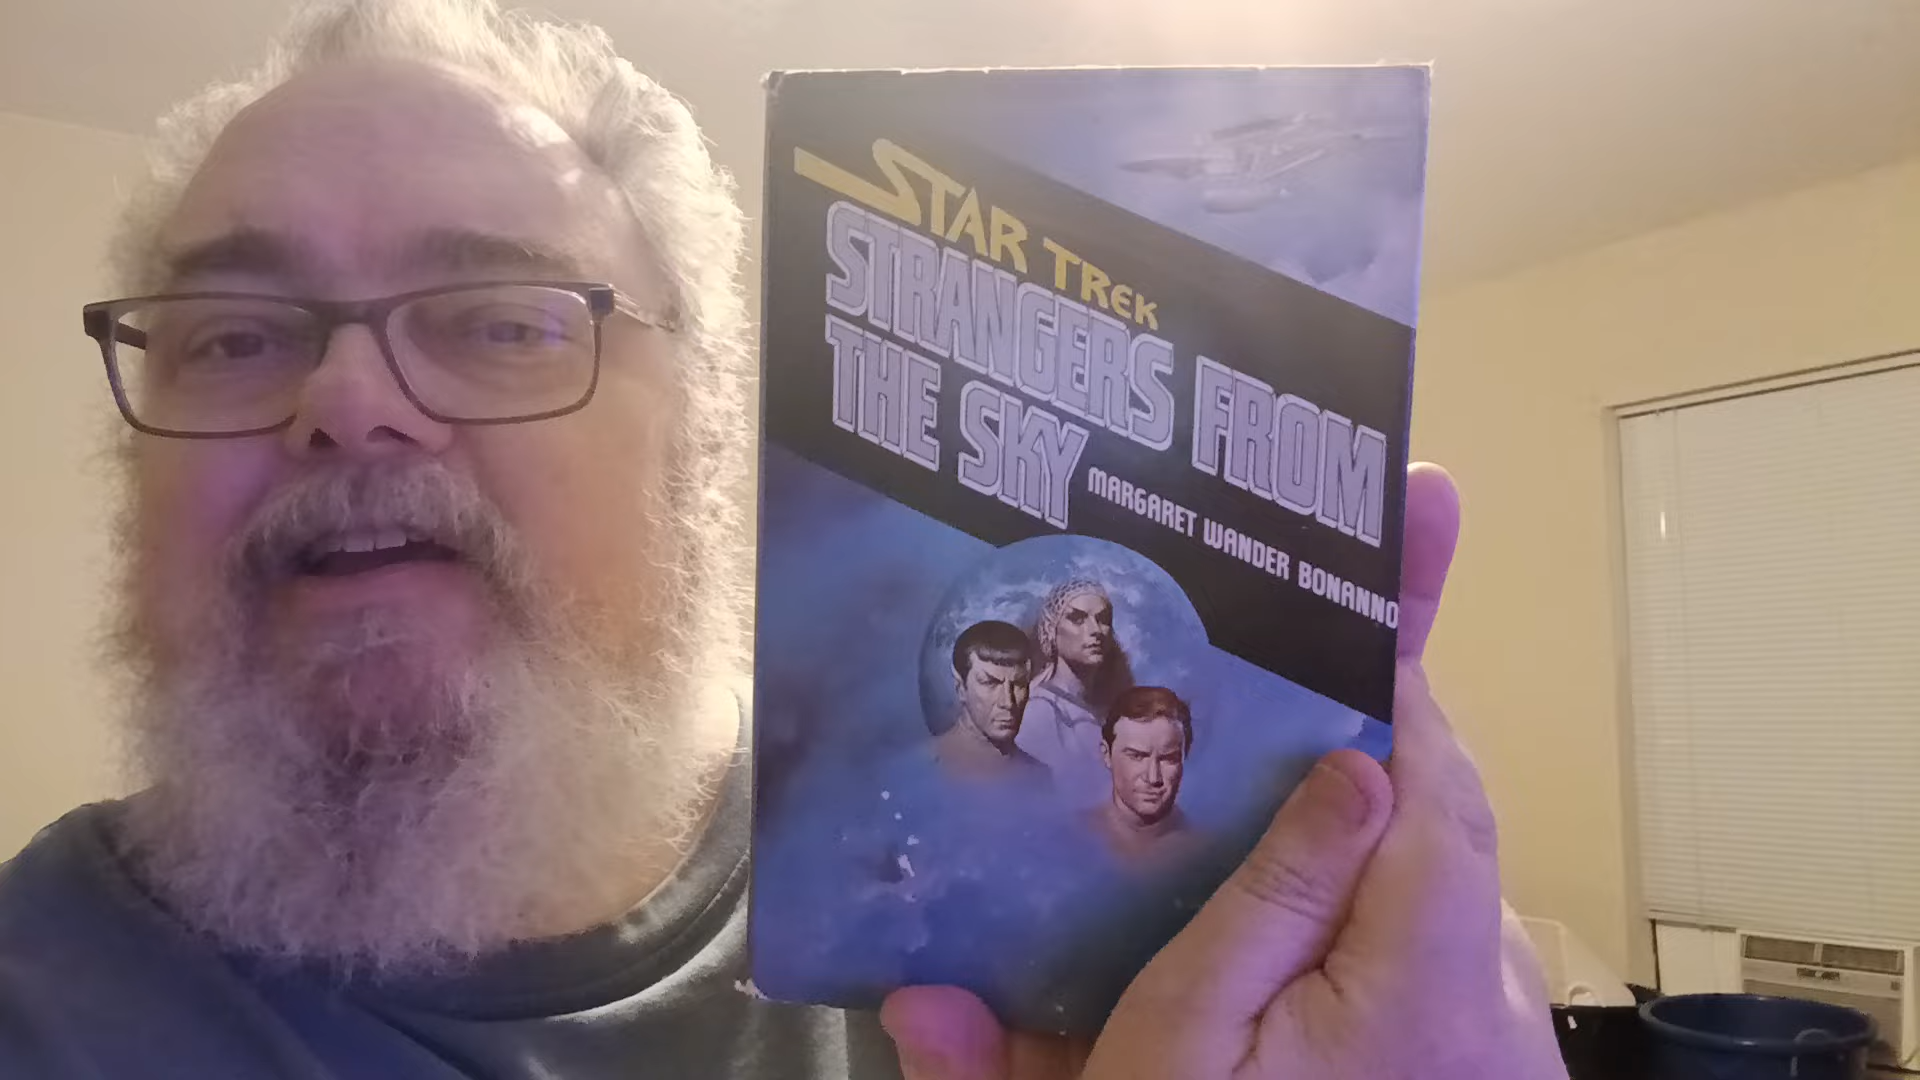 STAR TREK
STRANGERS FROM
THE SKY
MARGARET WANDER BONANNO